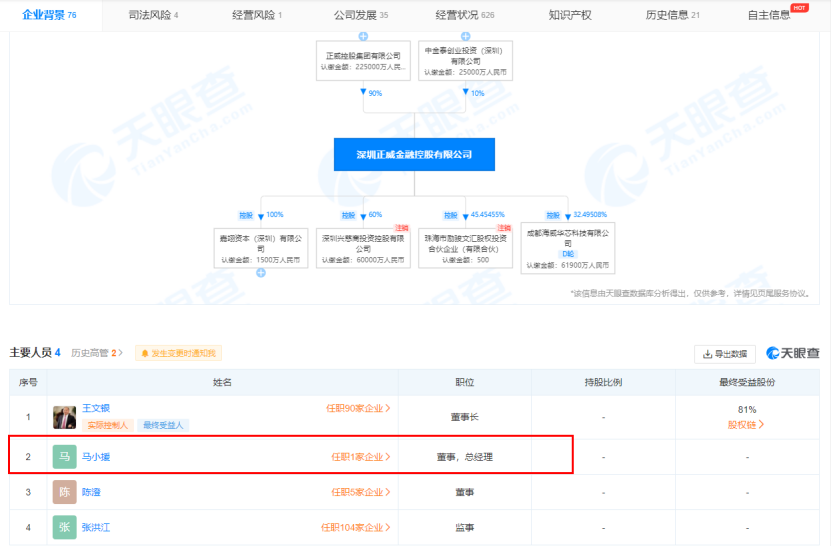 企业背景 76
司法风险 4
经营风险 1
公司发展 35
经营状况 626
知识产权
历史信息 21
自主信息
HOT
正威控股集团有限公司
认缴金额：225000万人民...
中金泰创业投资（深圳）
有限公司
认缴金额：25000万人民币
90%
10%
深圳正威金融控股有限公司
控股 100%
控股 60%
控股 45.45455%
控股 32.49508%
鑫翊资本（深圳）有限公
司
认缴金额：1500万人民币
注销
深圳兴慈商投资控股有限
公司
认缴金额：60000万人民币
注销
珠海市勋骏文汇股权投资
合伙企业（有限合伙）
认缴金额：500
成都海威华芯科技有限公
司
D轮
认缴金额：61900万人民币
*该信息由天眼查数据库分析得出，仅供参考，详情见页尾服务协议。
天眼查
TianYanCha.com
主要人员 4
历史高管 2
发生变更时通知我
导出数据
天眼查
序号 姓名 职位 持股比例 最终受益股份
1 王文银 任职90家企业 董事长 - 81%
实际控制人 最终受益人 股权链
2 马 马小援 任职1家企业 董事，总经理 - -
3 陈 陈澄 任职5家企业 董事 - -
4 张 张洪江 任职104家企业 监事 - -